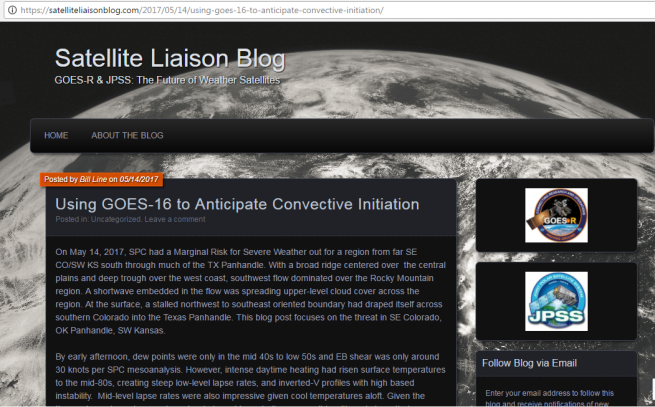 https://satelliteliaisonblog.com/2017/05/14/using-goes-16-to-anticipate-convective-initiation/
Satellite Liaison Blog
GOES-R & JPSS: The Future of Weather Satellites
HOME ABOUT THE BLOG
Posted by Bill Line on 05/14/2017
Using GOES-16 to Anticipate Convective Initiation
Posted in: Uncategorized. Leave a comment
On May 14, 2017, SPC had a Marginal Risk for Severe Weather out for a region from far SE
CO/SW KS south through much of the TX Panhandle. With a broad ridge centered over the central
plains and deep trough over the west coast, southwest flow dominated over the Rocky Mountain
region. A shortwave embedded in the flow was spreading upper-level cloud cover across the
region. At the surface, a stalled northwest to southeast oriented boundary had draped itself across
southern Colorado into the Texas Panhandle. This blog post focuses on the threat in SE Colorado,
OK Panhandle, SW Kansas.
By early afternoon, dew points were only in the mid 40s to low 50s and EB shear was only around
30 knots per SPC mesoanalysis. However, intense daytime heating had risen surface temperatures
to the mid-80s, creating steep low-level lapse rates, and inverted-V profiles with high based
instability. Mid-level lapse rates were also impressive given cool temperatures aloft. Given the
GOES-R
JPSS
Follow Blog via Email
Enter your email address to follow this
blog and receive notifications of new